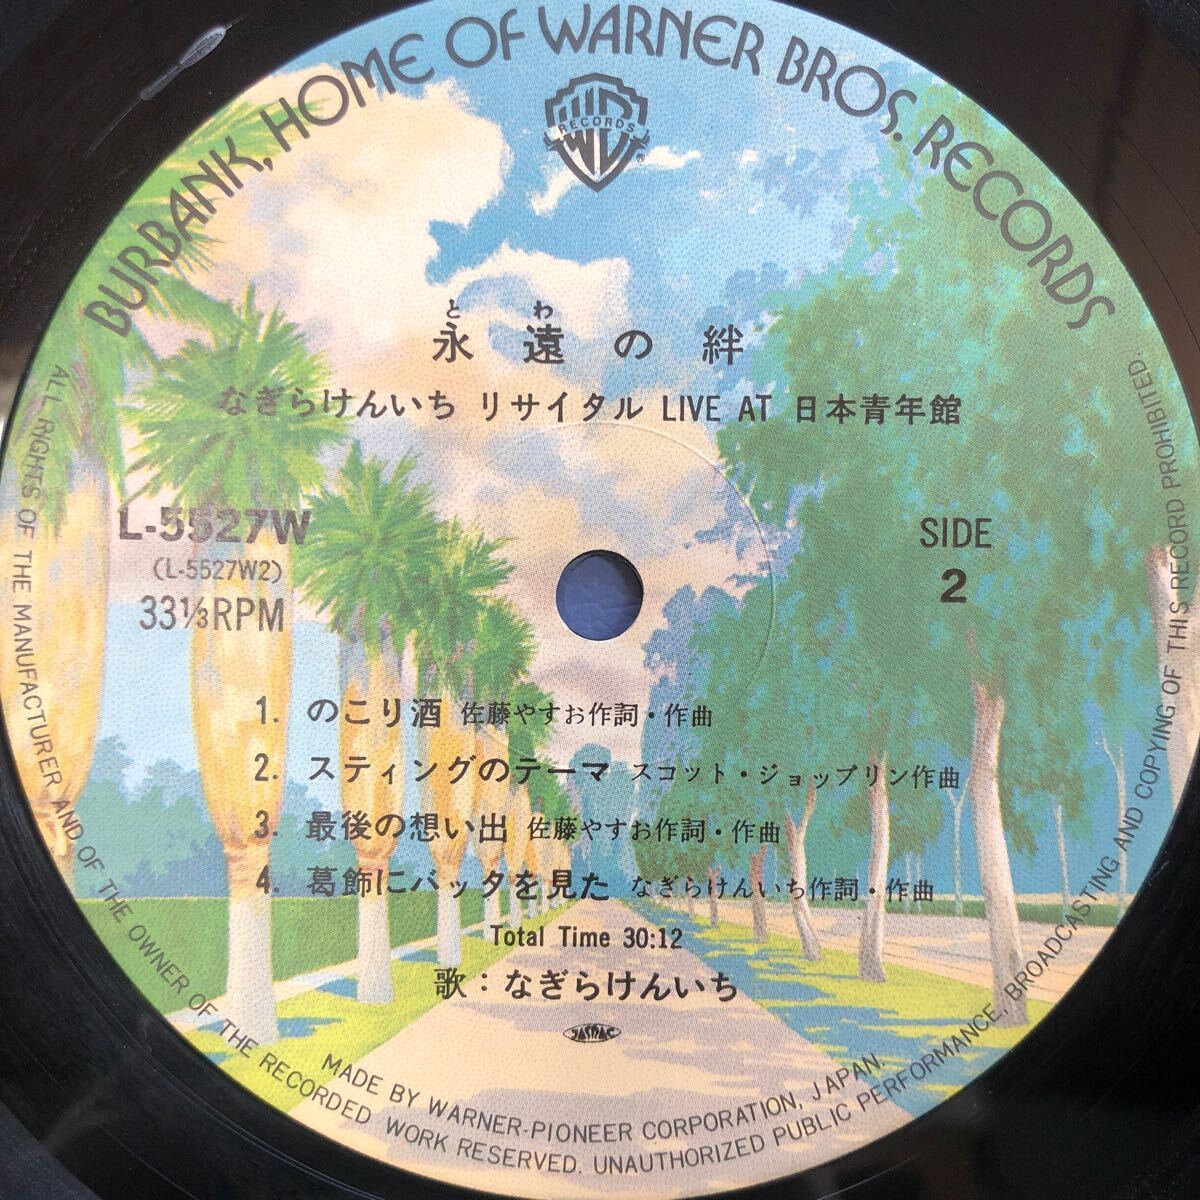 BURBANK, HOME OF WARNER BROS. RECORDS
WB
RECORDS
®
とわ
永遠の絆
なぎらけんいち リサイタル LIVE AT 日本青年館
L-5527W
(L-5527W2)
33⅓RPM
SIDE
2
1. のこり酒 佐藤やすお作詞・作曲
2. スティングのテーマ スコット・ジョップリン作曲
3. 最後の想い出 佐藤やすお作詞・作曲
4. 葛飾にバッタを見た なぎらけんいち作詞・作曲
Total Time 30:12
歌：なぎらけんいち
JASRAC
MADE BY WARNER-PIONEER CORPORATION, JAPAN.
ALL RIGHTS OF THE MANUFACTURER AND OF THE OWNER OF THE RECORDED WORK RESERVED. UNAUTHORIZED PUBLIC PERFORMANCE, BROADCASTING AND COPYING OF THIS RECORD PROHIBITED.